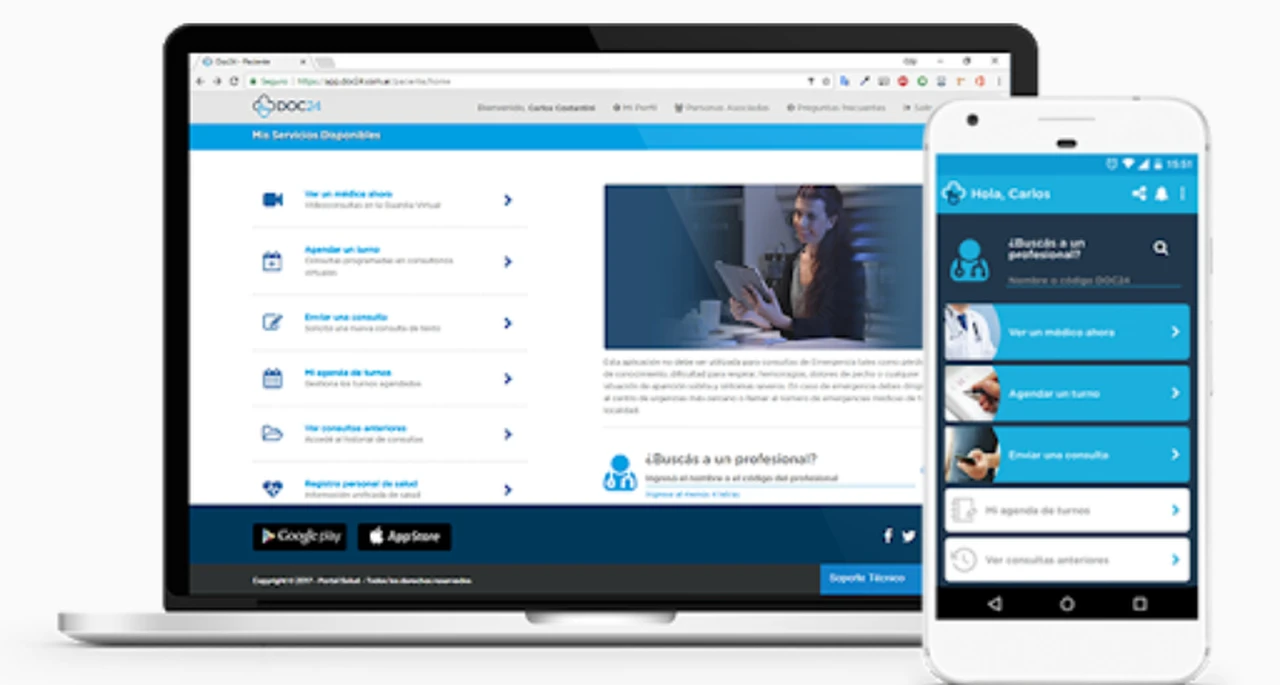 Doc24 - Paciente
Seguro
https://app.doc24.com.ar/paciente/home
DOC24
Bienvenido, Carlos Costantini
Mi Perfil
Personas Asociadas
Preguntas frecuentes
Salir
Mis Servicios Disponibles
Ver un médico ahora
Videoconsultas en la Guardia Virtual
Agendar un turno
Consultas programadas en consultorios
virtuales
Enviar una consulta
Solicitá una nueva consulta de texto
Mi agenda de turnos
Gestiona los turnos agendados
Ver consultas anteriores
Accedé al historial de consultas
Registro personal de salud
Información unificada de salud
Esta aplicación no debe ser utilizada para consultas de Emergencia tales como
de conocimiento, dificultad para respirar, hemorragias, dolores de pecho o cualquier
situación de aparición súbita y síntomas severos. En caso de emergencia debes
al centro de urgencias más cercano o llamar al número de emergencias médicas de
localidad.
¿Buscás a un profesional?
Ingresá el nombre o el código del profesional
Ingrese al menos 4 letras
Google play
App Store
Copyright © 2017 - Portal Salud - Todos los derechos reservados
Soporte Técnico
15:51
Hola, Carlos
¿Buscás a un
profesional?
Nombre o código DOC24
Ver un médico ahora
Agendar un turno
Enviar una consulta
Mi agenda de turnos
Ver consultas anteriores